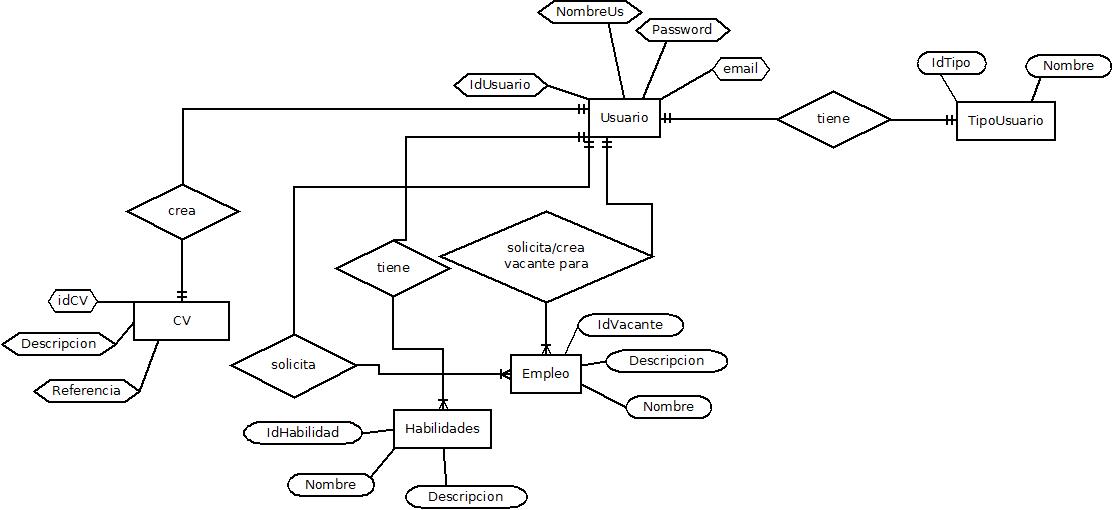 NombreUs
Password
email
IdUsuario
Usuario
tiene
IdTipo
Nombre
TipoUsuario
crea
tiene
solicita/crea
vacante para
idCV
Descripcion
CV
Referencia
solicita
IdVacante
Descripcion
Empleo
Nombre
IdHabilidad
Habilidades
Nombre
Descripcion